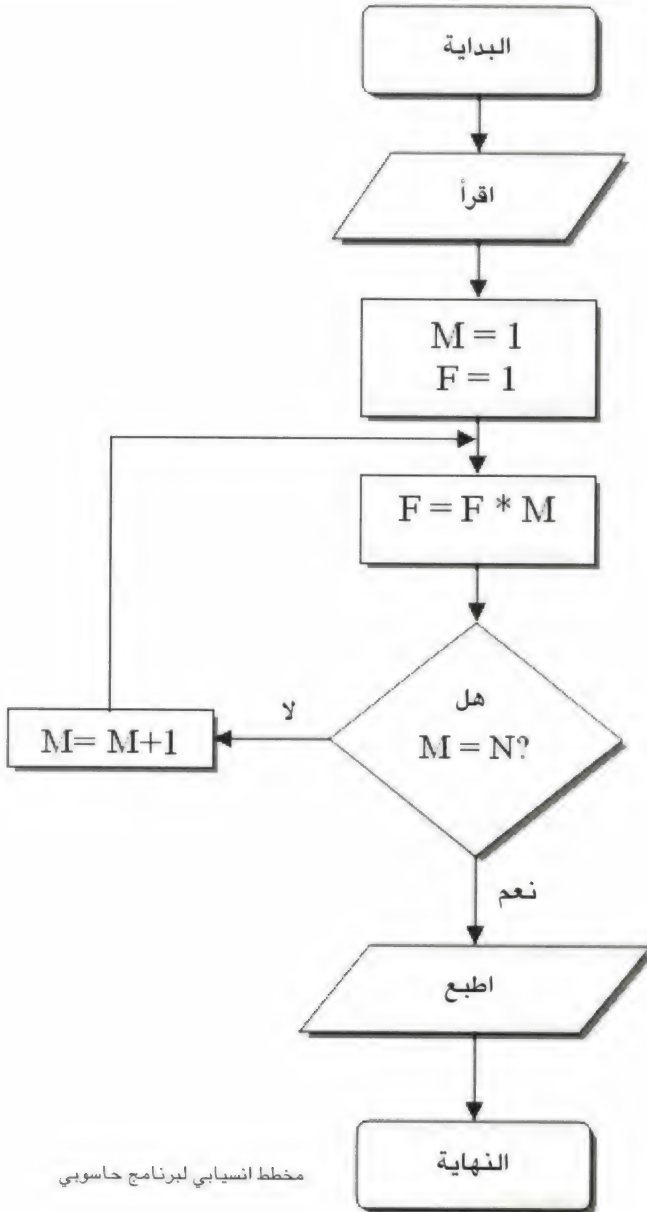 البداية
اقرأ
M = 1
F = 1
F = F * M
هل
M = N?
لا
M= M+1
نعم
اطبع
النهاية
مخطط انسيابي لبرنامج حاسوبي